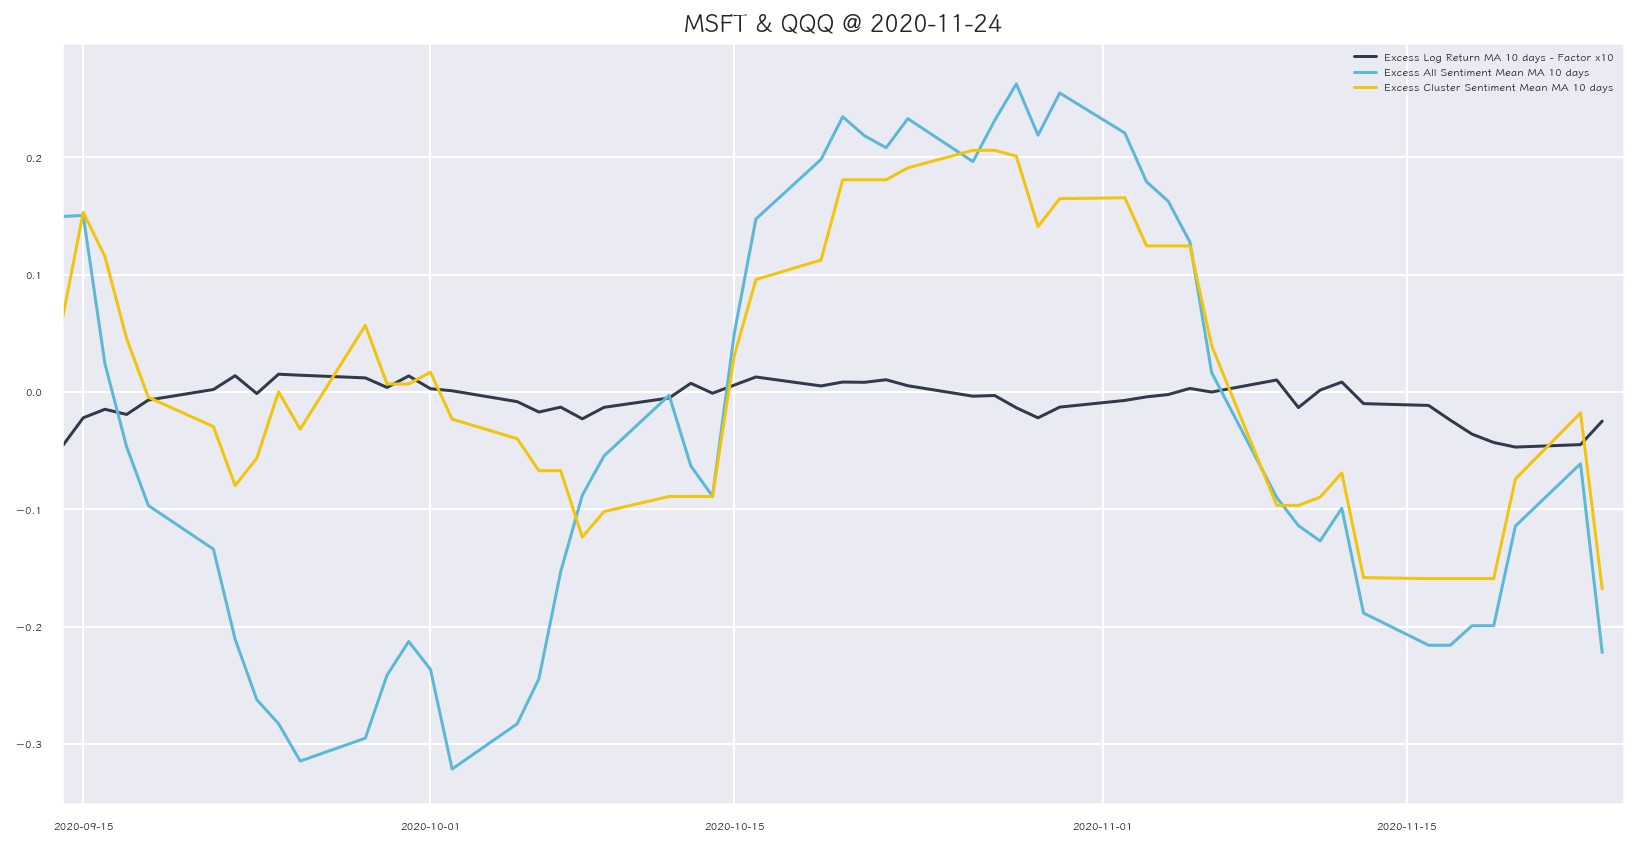 MSFT & QQQ @ 2020-11-24
Excess Log Return MA 10 days - Factor x10
Excess All Sentiment Mean MA 10 days
Excess Cluster Sentiment Mean MA 10 days
0.2
0.1
0.0
−0.1
−0.2
−0.3
2020-09-15
2020-10-01
2020-10-15
2020-11-01
2020-11-15